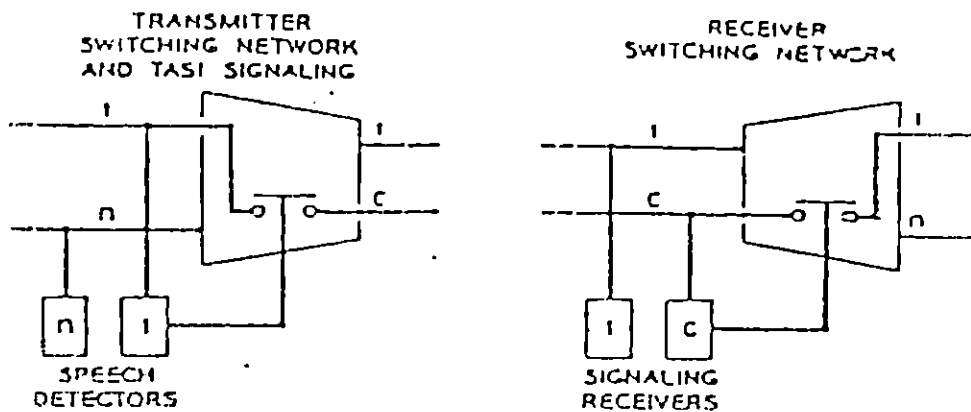 TRANSMITTER
SWITCHING NETWORK
AND TASI SIGNALING
RECEIVER
SWITCHING NETWORK
1
1
1
1
C
C
n
n
n
1
1
C
SPEECH
DETECTORS
SIGNALING
RECEIVERS